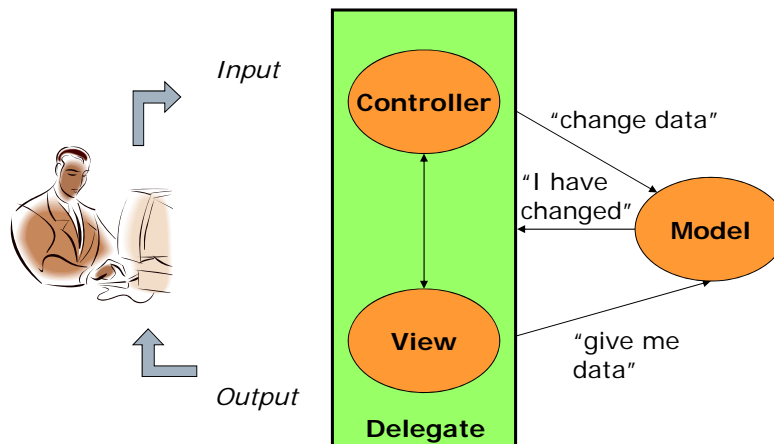 Input
Controller
“change data”
“I have
changed”
Model
View
“give me
data”
Output
Delegate